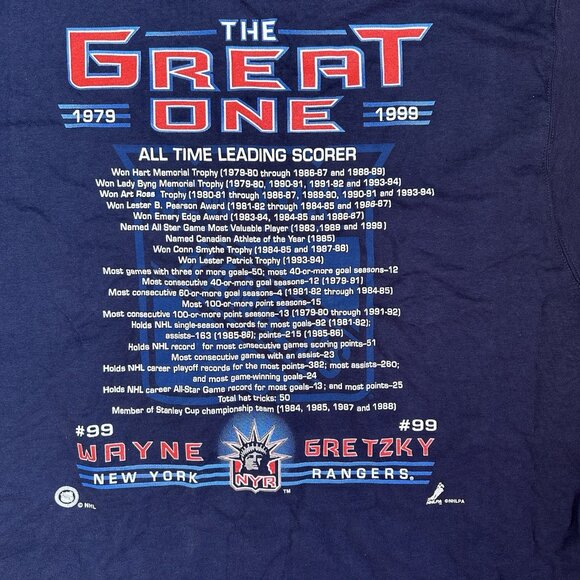 THE
GREAT
ONE
1979
1999
ALL TIME LEADING SCORER
Won Hart Memorial Trophy (1979-80 through 1986-87 and 1988-89)
Won Lady Byng Memorial Trophy (1979-80, 1990-91, 1991-92 and 1993-94)
Won Art Ross Trophy (1980-81 through 1986-87, 1989-90, 1990-91 and 1993-94)
Won Lester B. Pearson Award (1981-82 through 1984-85 and 1986-87)
Won Emery Edge Award (1983-84, 1984-85 and 1986-87)
Named All Star Game Most Valuable Player (1983, 1989 and 1999)
Named Canadian Athlete of the Year (1985)
Won Conn Smythe Trophy (1984-85 and 1987-88)
Won Lester Patrick Trophy (1993-94)
Most games with three or more goals-50; most 40-or-more goal seasons-12
Most consecutive 40-or-more goal seasons-12 (1979-91)
Most consecutive 60-or-more goal seasons-4 (1981-82 through 1984-85)
Most 100-or-more point seasons-15
Most consecutive 100-or-more point seasons-13 (1979-80 through 1991-92)
Holds NHL single-season records for most goals-92 (1981-82);
assists-163 (1985-86); points-215 (1985-86)
Holds NHL record for most consecutive games scoring points-51
Most consecutive games with an assist-23
Holds NHL career playoff records for the most points-382; most assists-260;
and most game-winning goals-24
Holds NHL career All-Star Game record for most goals-13; and most points-25
Total hat tricks: 50
Member of Stanley Cup championship team (1984, 1985, 1987 and 1988)
#99
#99
WAYNE GRETZKY
NEW YORK NYR RANGERS®
™
© NHL
©NHLPA